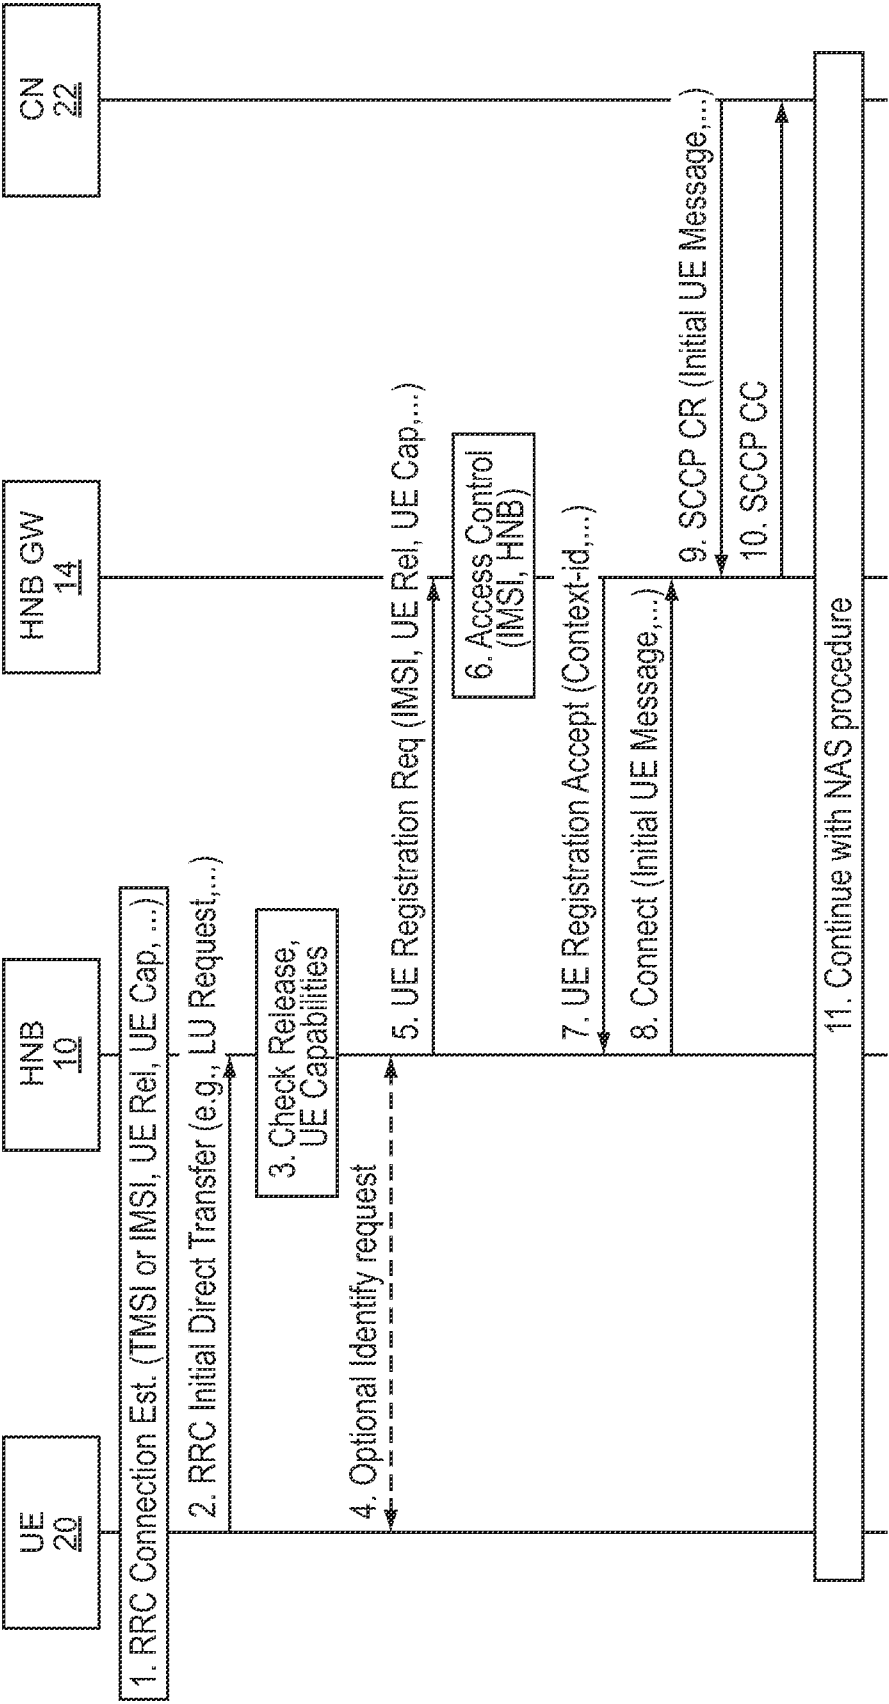 UE
20
HNB
10
HNB GW
14
CN
22
1. RRC Connection Est. (TMSI or IMSI, UE Rel, UE Cap, ...)
2. RRC Initial Direct Transfer (e.g., LU Request,...)
3. Check Release,
UE Capabilities
4. Optional Identify request
5. UE Registration Req (IMSI, UE Rel, UE Cap,...)
6. Access Control
(IMSI, HNB)
7. UE Registration Accept (Context-id,...)
8. Connect (Initial UE Message,...)
9. SCCP CR (Initial UE Message,...)
10. SCCP CC
11. Continue with NAS procedure